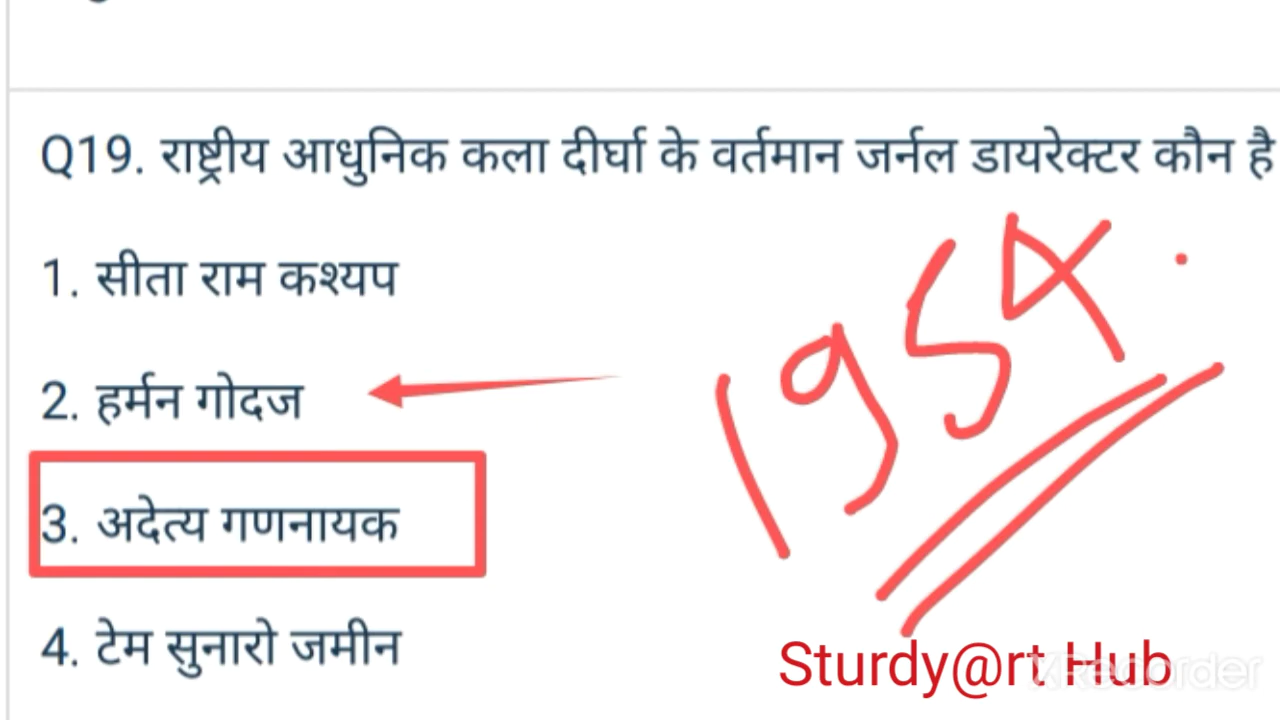 Q19. राष्ट्रीय आधुनिक कला दीर्घा के वर्तमान जर्नल डायरेक्टर कौन है
1. सीता राम कश्यप
2. हर्मन गोदज
3. अदेत्य गणनायक
4. टेम सुनारो जमीन
1954
Sturdy@rt Hub
XRecorder